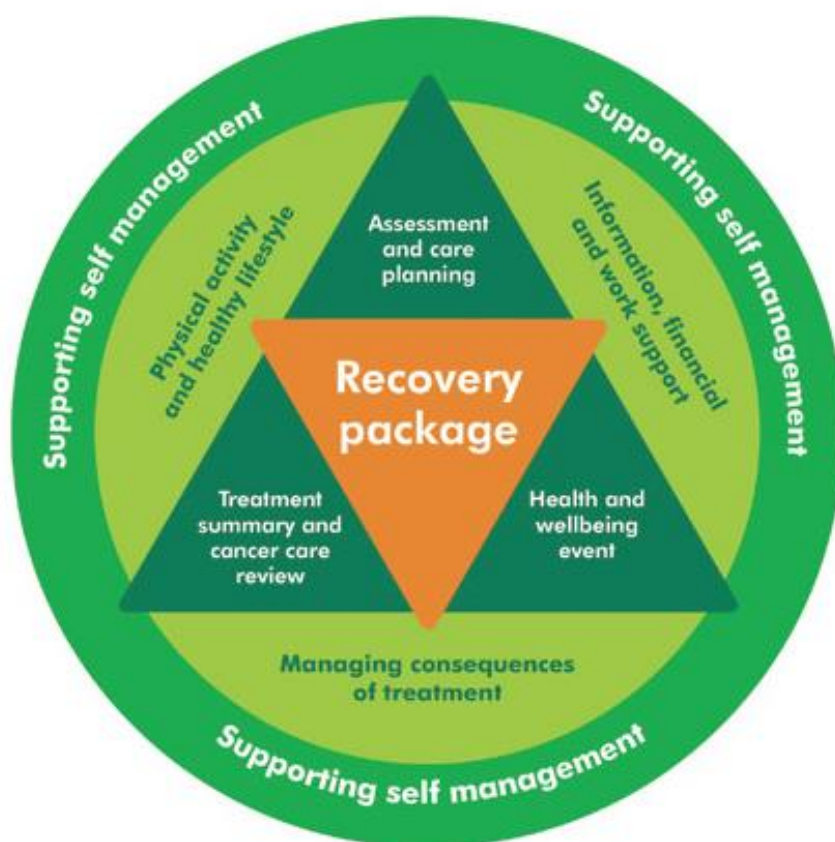 Supporting self management
Supporting self management
Physical activity
and healthy lifestyle
Assessment
and care
planning
Information, financial
and work support
Recovery
package
Treatment
summary and
cancer care
review
Health and
wellbeing
event
Managing consequences
of treatment
Supporting self management